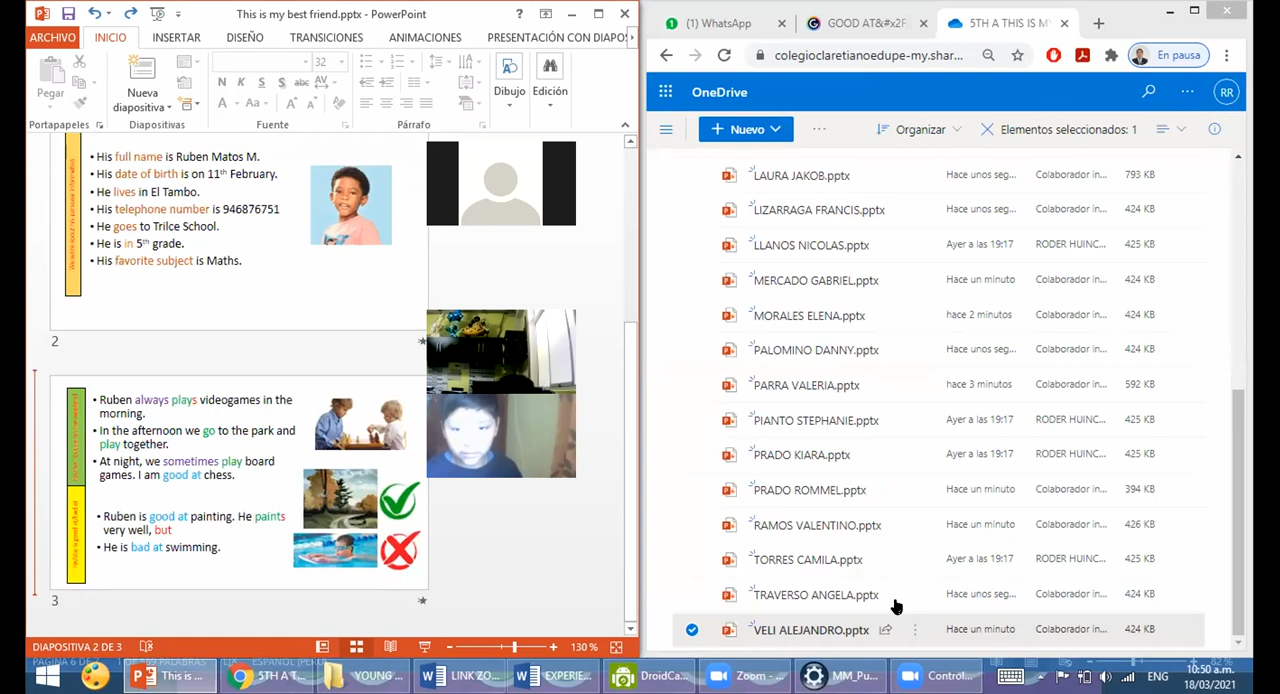 This is my best friend.pptx - PowerPoint
ARCHIVO INICIO INSERTAR DISEÑO TRANSICIONES ANIMACIONES PRESENTACIÓN CON DIAPOS
Pegar
Nueva
diapositiva
32
N K S S abc AV
A Aa A A
Dibujo Edición
Portapapeles Diapositivas Fuente Párrafo
• His full name is Ruben Matos M.
• His date of birth is on 11th February.
• He lives in El Tambo.
• His telephone number is 946876751
• He goes to Trilce School.
• He is in 5th grade.
• His favorite subject is Maths.
2
• Ruben always plays videogames in the
morning.
• In the afternoon we go to the park and
play together.
• At night, we sometimes play board
games. I am good at chess.
• Ruben is good at painting. He paints
very well, but
• He is bad at swimming.
3
DIAPOSITIVA 2 DE 3
130 %
(1) WhatsApp
GOOD AT&#x2F
5TH A THIS IS MY
colegioclaretianoedupe-my.shar...
En pausa
OneDrive
RR
Nuevo
Organizar
Elementos seleccionados: 1
LAURA JAKOB.pptx Hace unos seg... Colaborador in... 793 KB
LIZARRAGA FRANCIS.pptx Hace unos seg... Colaborador in... 424 KB
LLANOS NICOLAS.pptx Ayer a las 19:17 RODER HUINC... 425 KB
MERCADO GABRIEL.pptx Hace un minuto Colaborador in... 424 KB
MORALES ELENA.pptx hace 2 minutos Colaborador in... 424 KB
PALOMINO DANNY.pptx Hace unos seg... Colaborador in... 424 KB
PARRA VALERIA.pptx hace 3 minutos Colaborador in... 592 KB
PIANTO STEPHANIE.pptx Ayer a las 19:17 RODER HUINC... 425 KB
PRADO KIARA.pptx Ayer a las 19:17 RODER HUINC... 425 KB
PRADO ROMMEL.pptx Hace un minuto Colaborador in... 394 KB
RAMOS VALENTINO.pptx Hace un minuto Colaborador in... 426 KB
TORRES CAMILA.pptx Ayer a las 19:17 RODER HUINC... 425 KB
TRAVERSO ANGELA.pptx Hace unos seg... Colaborador in... 424 KB
VELI ALEJANDRO.pptx Hace un minuto Colaborador in... 424 KB
This is ... 5TH A T... YOUNG ... LINK ZO... EXPERIE... DroidCa... Zoom - ... MM_Pu... Control...
ENG
10:50 a.m.
18/03/2021